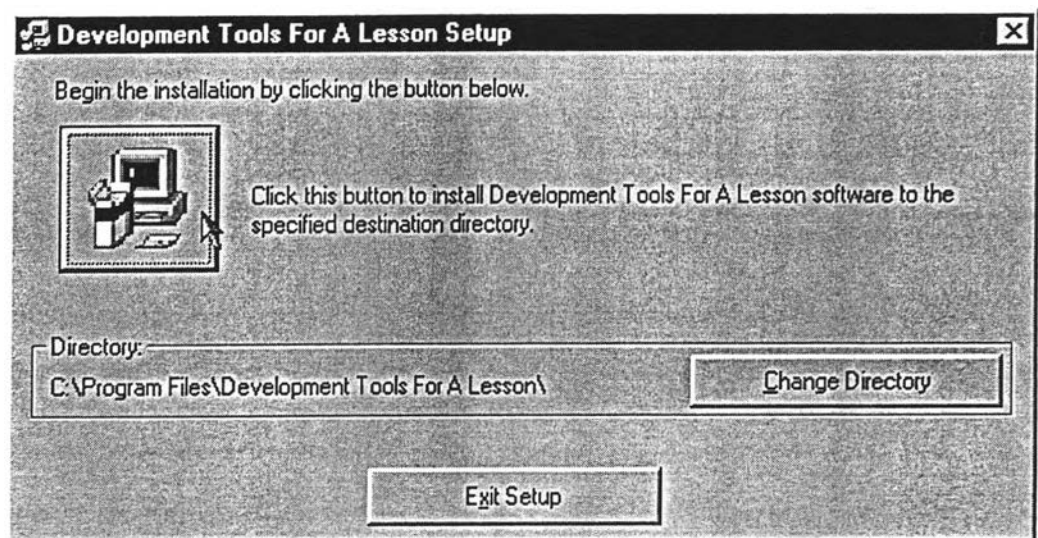 Development Tools For A Lesson Setup
Begin the installation by clicking the button below.
Click this button to install Development Tools For A Lesson software to the
specified destination directory.
Directory:
C:\Program Files\Development Tools For A Lesson\
Change Directory
Exit Setup